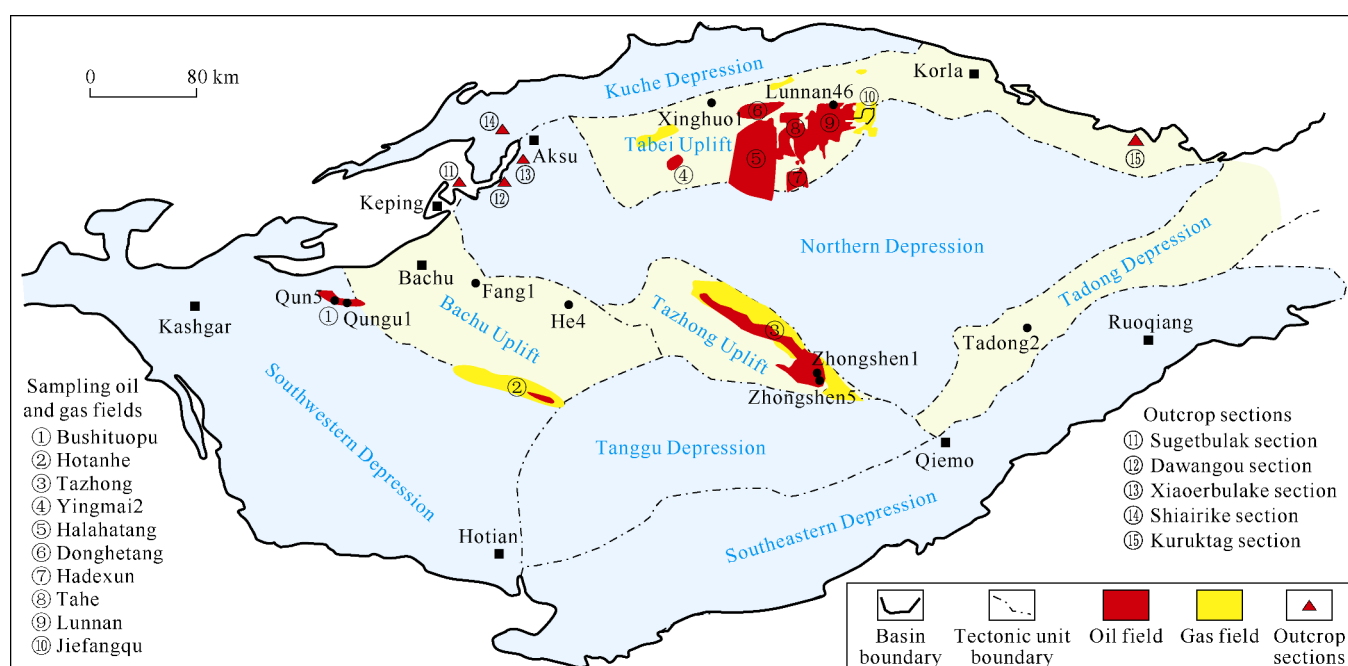 0 80 km
Kuche Depression
Korla
Lunnan46
⑩
Xinghuo1
⑥
⑧
⑨
⑭
Aksu
Tabei Uplift
⑤
⑬
④
⑦
⑮
⑪
⑫
Keping
Northern Depression
Tadong Depression
Bachu
Fang1
Qun5
①
Qungu1
Kashgar
He4
Bachu Uplift
Tazhong Uplift
③
Tadong2
Ruoqiang
Zhongshen1
Zhongshen5
②
Southwestern Depression
Tanggu Depression
Qiemo
Southeastern Depression
Hotian
Sampling oil
and gas fields
① Bushituopu
② Hotanhe
③ Tazhong
④ Yingmai2
⑤ Halahatang
⑥ Donghetang
⑦ Hadexun
⑧ Tahe
⑨ Lunnan
⑩ Jiefangqu
Outcrop sections
⑪ Sugetbulak section
⑫ Dawangou section
⑬ Xiaoerbulake section
⑭ Shiairike section
⑮ Kuruktag section
Basin
boundary
Tectonic unit
boundary
Oil field
Gas field
Outcrop
sections